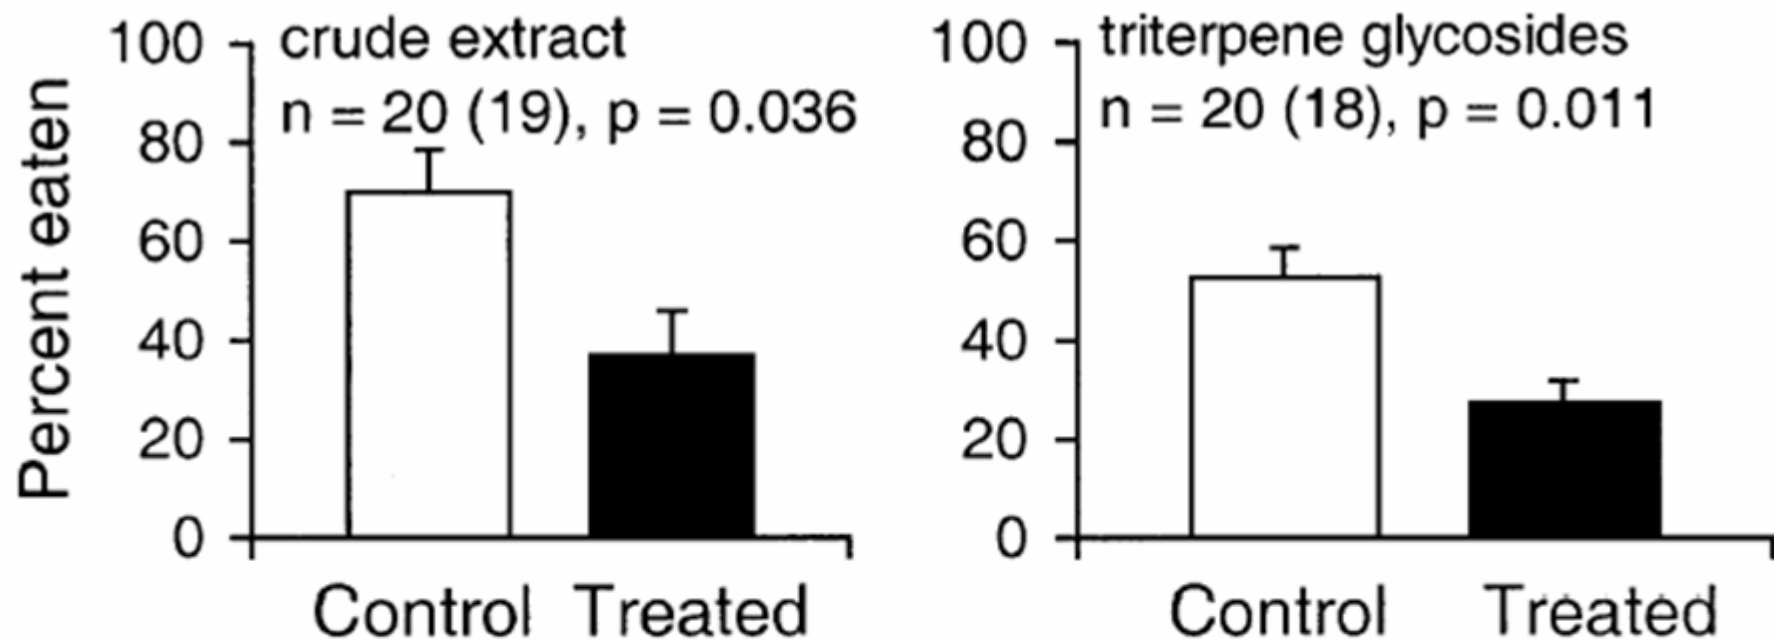 Percent eaten
100
80
60
40
20
0
crude extract
n = 20 (19), p = 0.036
Control Treated
100
80
60
40
20
0
triterpene glycosides
n = 20 (18), p = 0.011
Control Treated